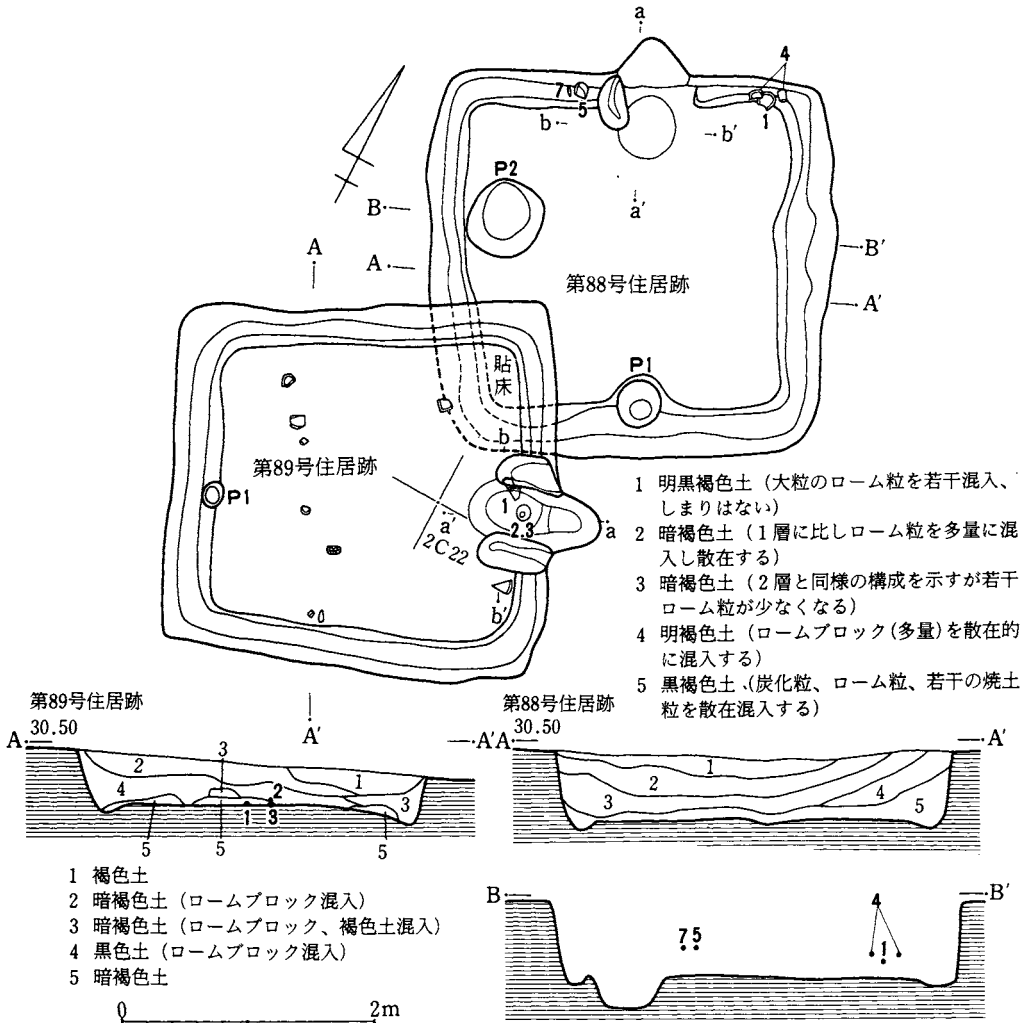 a
4
7
5
1
b
b′
P2
a′
B
B′
A
A
A′
第88号住居跡
P1
貼床
b
第89号住居跡
P1
1
2,3
a′
a
2C22
b′
A′
1 明黒褐色土（大粒のローム粒を若干混入、
しまりはない）
2 暗褐色土（1層に比しローム粒を多量に混
入し散在する）
3 暗褐色土（2層と同様の構成を示すが若干
ローム粒が少なくなる）
4 明褐色土（ロームブロック（多量）を散在的
に混入する）
5 黒褐色土（炭化粒、ローム粒、若干の焼土
粒を散在混入する）
第89号住居跡
30.50
A
A′
3
2
1
4
2
3
1
3
5
5
5
第88号住居跡
30.50
A
A′
1
2
3
4
5
1 褐色土
2 暗褐色土（ロームブロック混入）
3 暗褐色土（ロームブロック、褐色土混入）
4 黒色土（ロームブロック混入）
5 暗褐色土
B
B′
4
7 5
1
0
2m